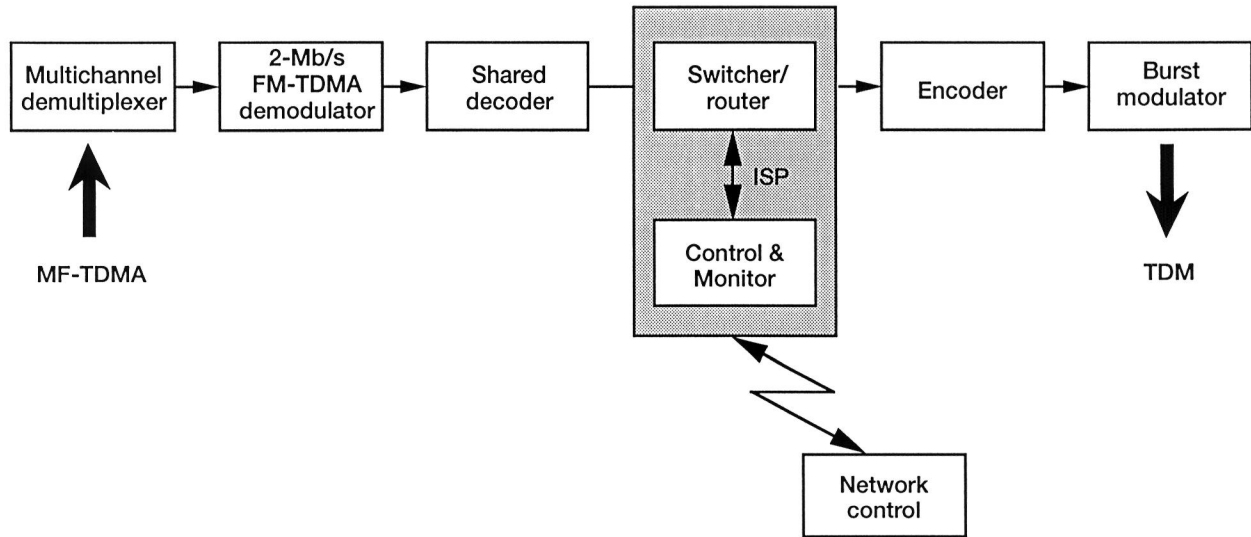 Multichannel
demultiplexer
2-Mb/s
FM-TDMA
demodulator
Shared
decoder
Switcher/
router
Encoder
Burst
modulator
ISP
Control &
Monitor
MF-TDMA
TDM
Network
control